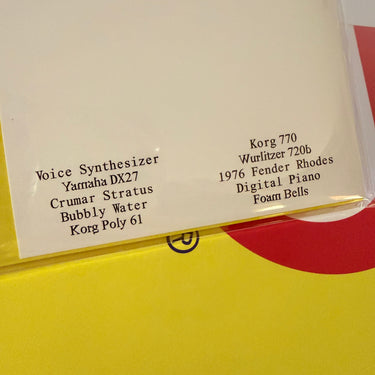 Voice Synthesizer
Yamaha DX27
Crumar Stratus
Bubbly Water
Korg Poly 61
Korg 770
Wurlitzer 720b
1976 Fender Rhodes
Digital Piano
Foam Bells